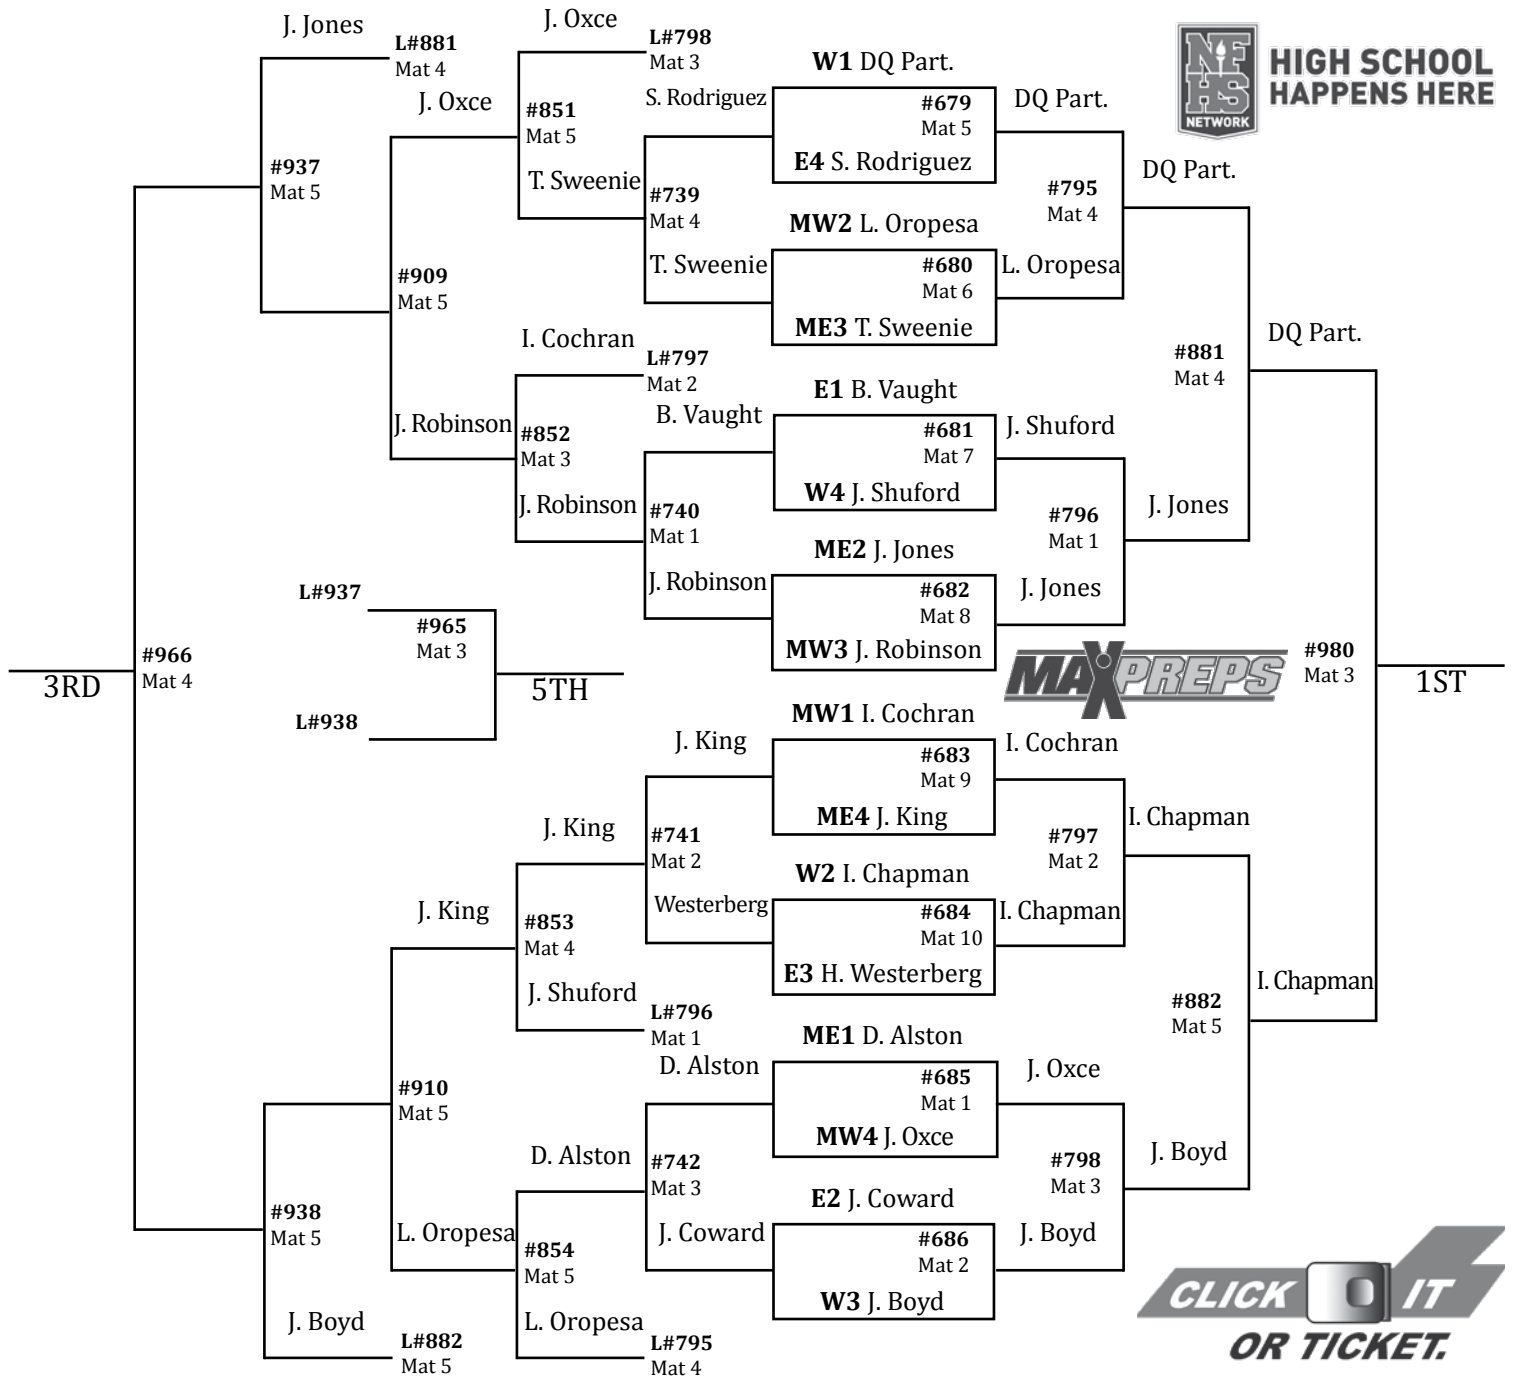 J. Jones
J. Oxce
L#881
Mat 4
L#798
Mat 3
W1 DQ Part.
HIGH SCHOOL
HAPPENS HERE
NFHS
NETWORK
J. Oxce
#851
Mat 5
S. Rodriguez
#679
Mat 5
DQ Part.
#937
Mat 5
T. Sweenie
#739
Mat 4
E4 S. Rodriguez
#795
Mat 4
DQ Part.
MW2 L. Oropesa
#909
Mat 5
T. Sweenie
#680
Mat 6
L. Oropesa
ME3 T. Sweenie
I. Cochran
L#797
Mat 2
#881
Mat 4
DQ Part.
E1 B. Vaught
J. Robinson
#852
Mat 3
B. Vaught
#681
Mat 7
J. Shuford
J. Robinson
#740
Mat 1
W4 J. Shuford
#796
Mat 1
J. Jones
ME2 J. Jones
J. Robinson
#682
Mat 8
J. Jones
L#937
#965
Mat 3
MW3 J. Robinson
MAXPREPS
#980
Mat 3
#966
Mat 4
3RD
5TH
1ST
L#938
MW1 I. Cochran
J. King
#683
Mat 9
I. Cochran
J. King
#741
Mat 2
ME4 J. King
#797
Mat 2
I. Chapman
W2 I. Chapman
J. King
#853
Mat 4
Westerberg
#684
Mat 10
I. Chapman
E3 H. Westerberg
J. Shuford
L#796
Mat 1
#882
Mat 5
I. Chapman
ME1 D. Alston
#910
Mat 5
D. Alston
#685
Mat 1
J. Oxce
D. Alston
#742
Mat 3
MW4 J. Oxce
#798
Mat 3
J. Boyd
E2 J. Coward
#938
Mat 5
L. Oropesa
#854
Mat 5
J. Coward
#686
Mat 2
J. Boyd
W3 J. Boyd
J. Boyd
L#882
Mat 5
L. Oropesa
L#795
Mat 4
CLICK IT
OR TICKET.